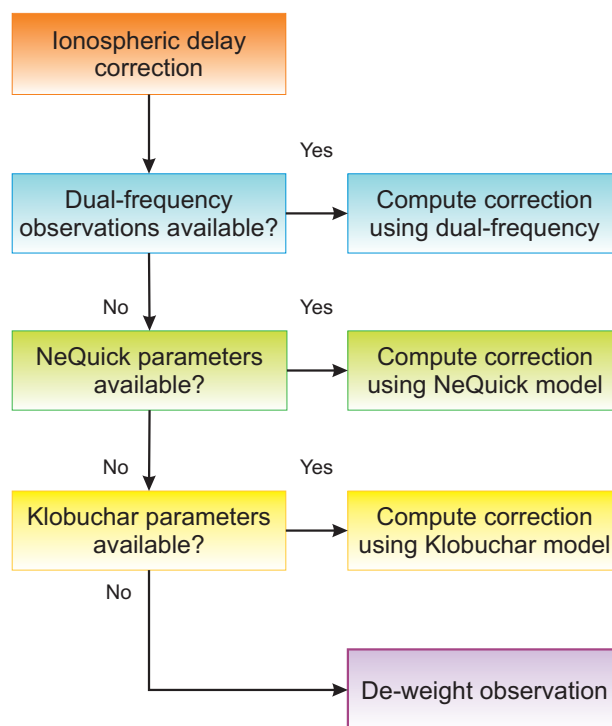 Ionospheric delay
correction
Yes
Dual-frequency
observations available?
Compute correction
using dual-frequency
No
Yes
NeQuick parameters
available?
Compute correction
using NeQuick model
No
Yes
Klobuchar parameters
available?
Compute correction
using Klobuchar model
No
De-weight observation